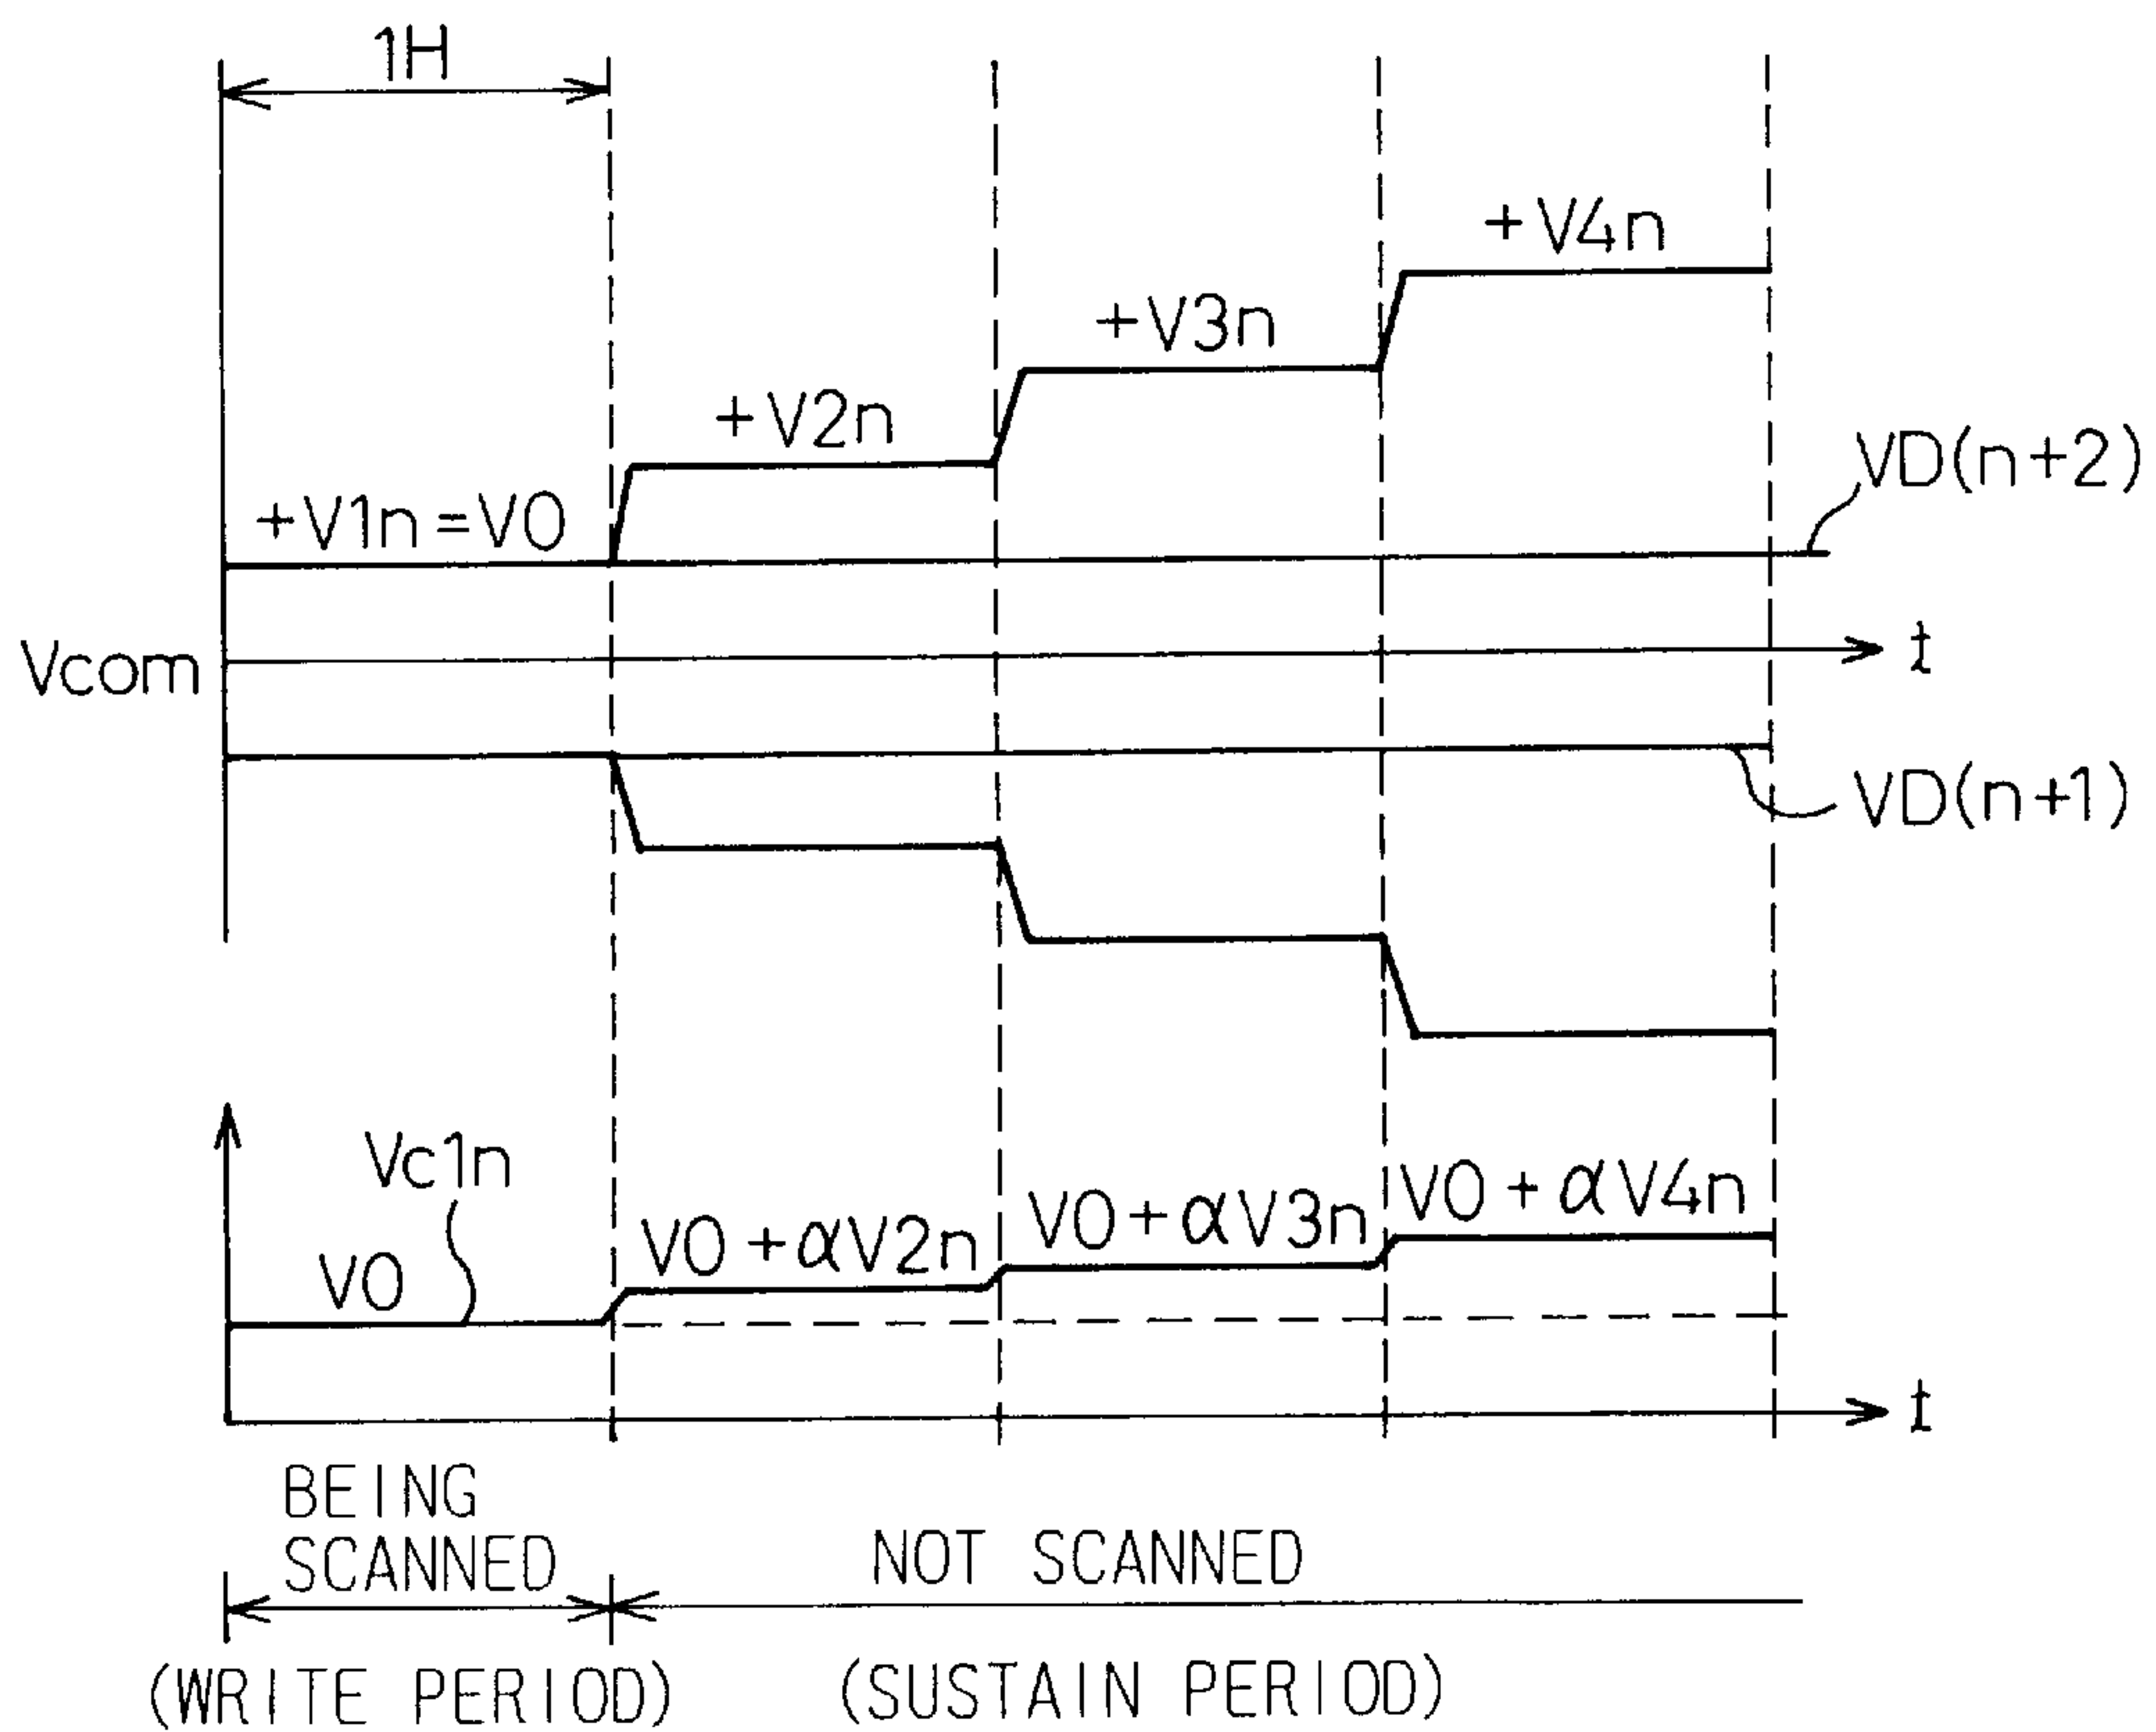 1H
+V4n
+V3n
+V2n
VD(n+2)
+V1n=V0
t
Vcom
VD(n+1)
Vc1n
V0
V0+αV2n
V0+αV3n
V0+αV4n
t
BEING
SCANNED
NOT SCANNED
(WRITE PERIOD)
(SUSTAIN PERIOD)